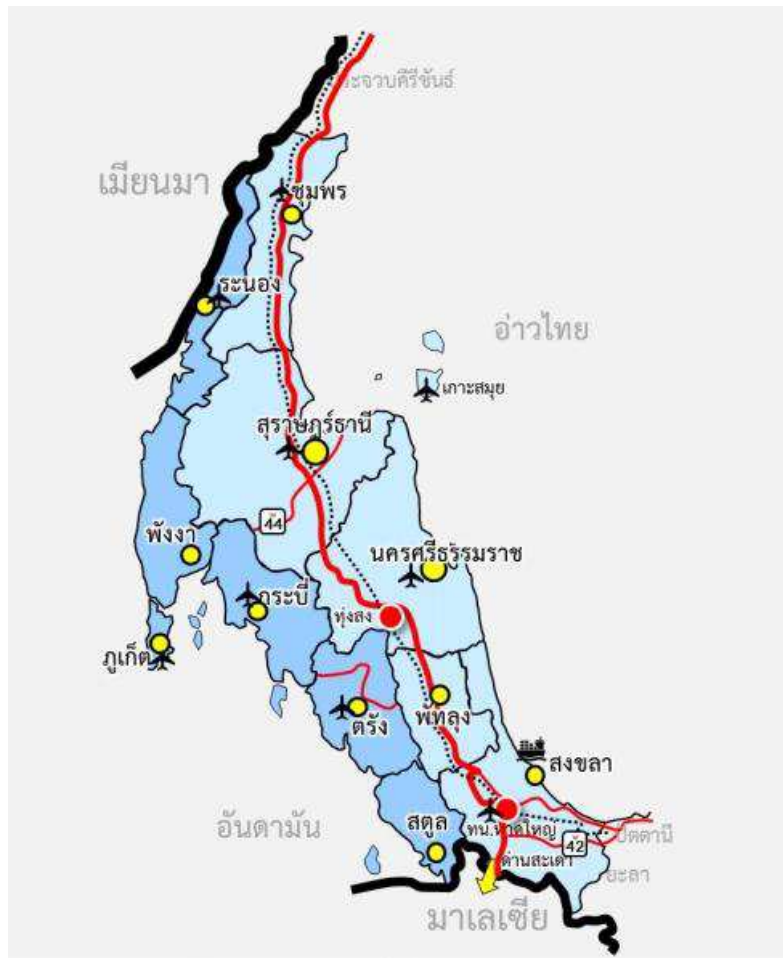 ประจวบคีรีขันธ์
เมียนมา
ชุมพร
ระนอง
อ่าวไทย
เกาะสมุย
สุราษฎร์ธานี
44
พังงา
นครศรีธรรมราช
กระบี่
ทุ่งสง
ภูเก็ต
พัทลุง
ตรัง
สงขลา
อันดามัน
สตูล
ทน.หาดใหญ่
42
ปัตตานี
ด่านสะเดา
ยะลา
มาเลเซีย